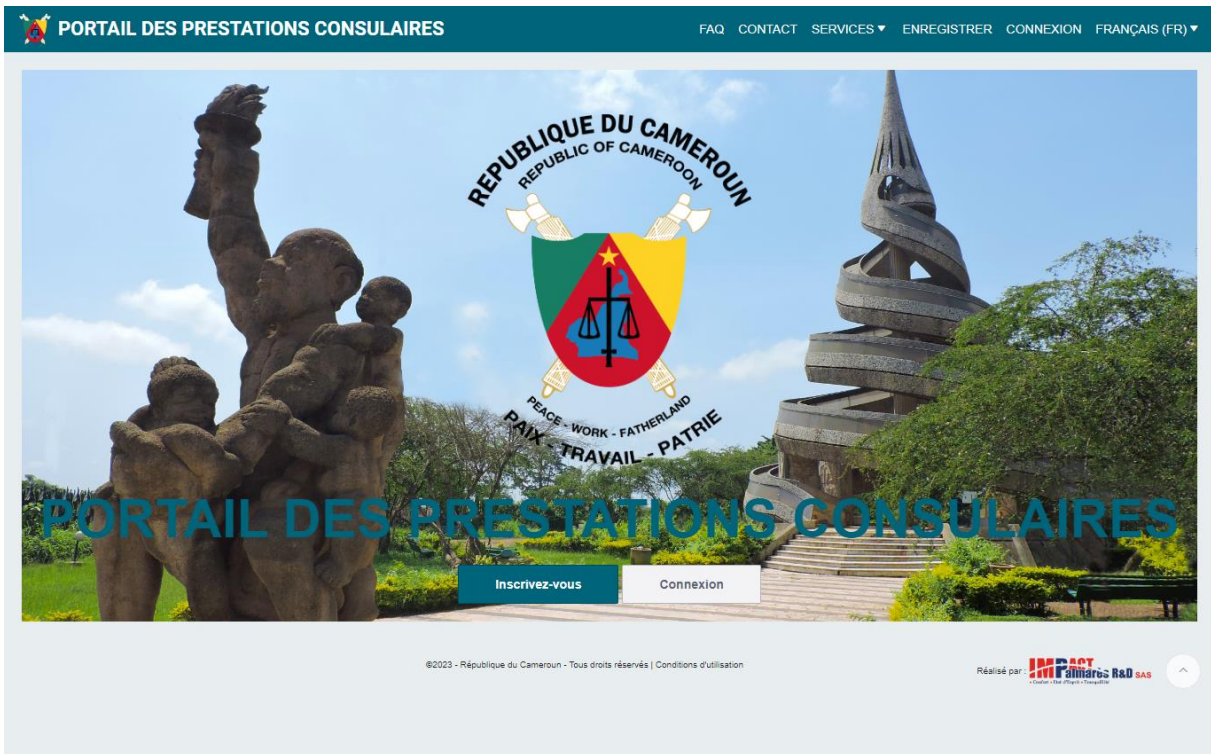 PORTAIL DES PRESTATIONS CONSULAIRES
FAQ CONTACT SERVICES ▼ ENREGISTRER CONNEXION FRANÇAIS (FR) ▼
REPUBLIQUE DU CAMEROUN
REPUBLIC OF CAMEROON
PEACE - WORK - FATHERLAND
PAIX - TRAVAIL - PATRIE
PORTAIL DES PRESTATIONS CONSULAIRES
Inscrivez-vous Connexion
©2023 - République du Cameroun - Tous droits réservés | Conditions d'utilisation
Réalisé par : IMPACT Palmarès R&D SAS